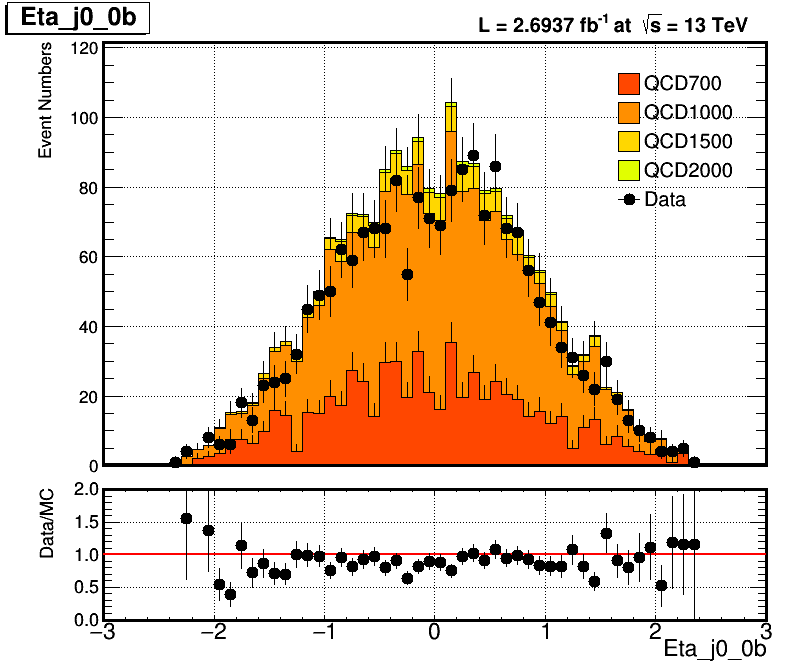 Eta_j0_0b
L = 2.6937 fb⁻¹ at √s = 13 TeV
Event Numbers
120
100
80
60
40
20
0
QCD700
QCD1000
QCD1500
QCD2000
Data
Data/MC
2.0
1.5
1.0
0.5
0.0
−3 −2 −1 0 1 2 3
Eta_j0_0b